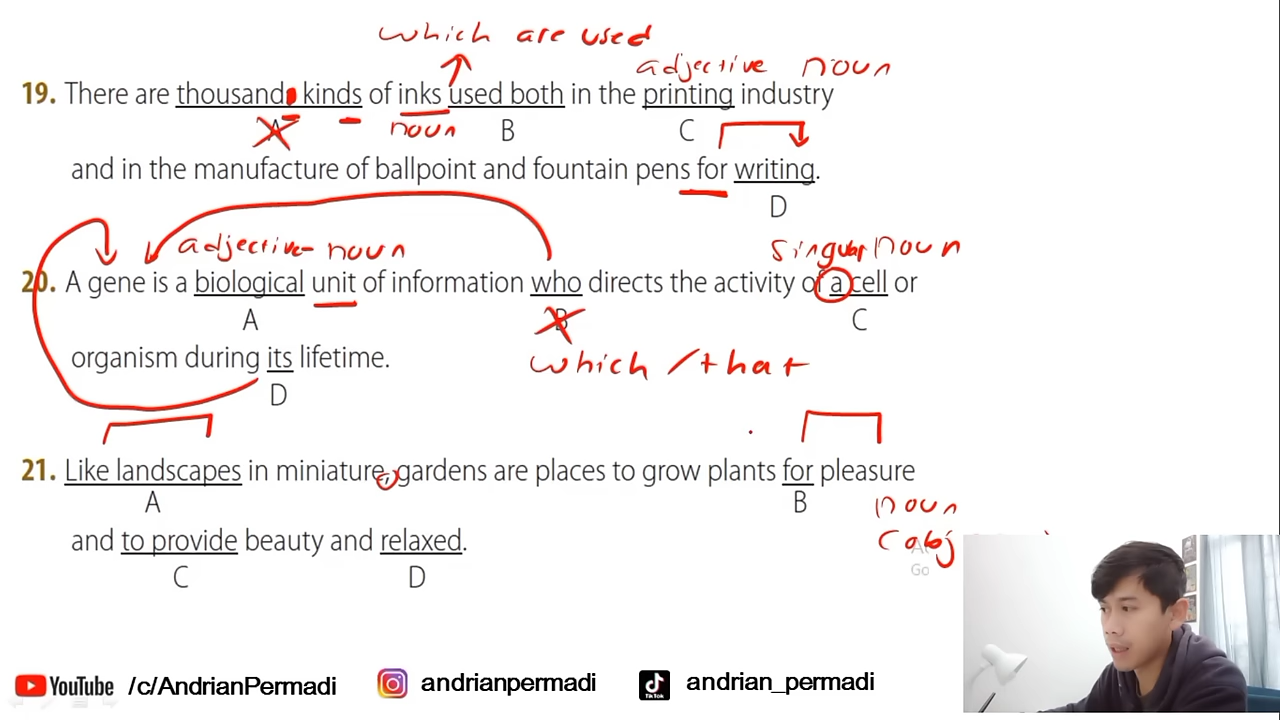 which are used
adjective noun
19. There are thousands kinds of inks used both in the printing industry
A noun B C
and in the manufacture of ballpoint and fountain pens for writing.
D
adjective noun singular noun
20. A gene is a biological unit of information who directs the activity of a cell or
A B C
which / that
organism during its lifetime.
D
21. Like landscapes in miniature, gardens are places to grow plants for pleasure
A B
noun
and to provide beauty and relaxed.
C D
Go
YouTube /c/AndrianPermadi andrianpermadi TikTok andrian_permadi